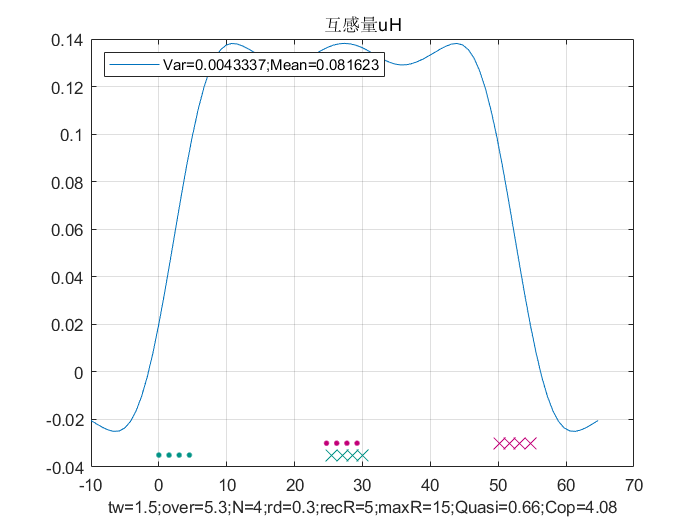 互感量uH
Var=0.0043337;Mean=0.081623
0.14
0.12
0.1
0.08
0.06
0.04
0.02
0
-0.02
-0.04
-10 0 10 20 30 40 50 60 70
tw=1.5;over=5.3;N=4;rd=0.3;recR=5;maxR=15;Quasi=0.66;Cop=4.08